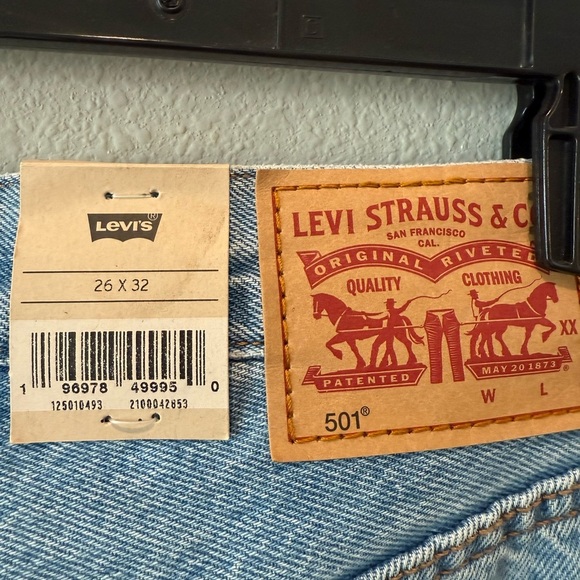 Levi's®
26 X 32
1 96978 49995 0
125010493 2100042853
LEVI STRAUSS & C
SAN FRANCISCO
CAL.
ORIGINAL RIVETED
QUALITY CLOTHING
XX
PATENTED MAY 20 1873
W L
501®